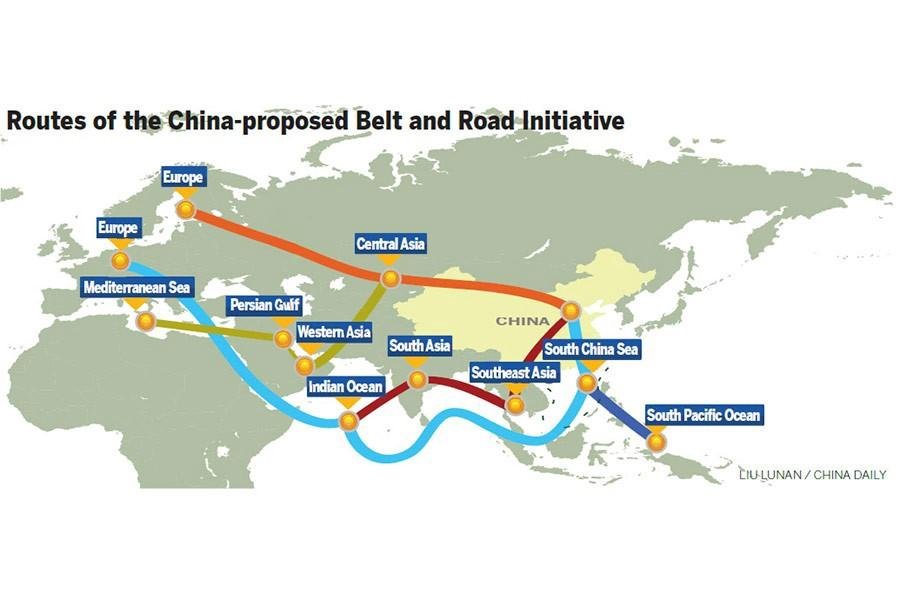 Routes of the China-proposed Belt and Road Initiative
Europe
Europe
Central Asia
Mediterranean Sea
Persian Gulf
Western Asia
CHINA
South Asia
South China Sea
Southeast Asia
Indian Ocean
South Pacific Ocean
LIU LUNAN / CHINA DAILY